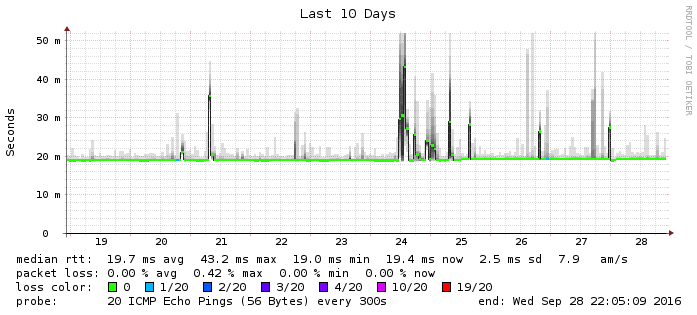 Last 10 Days
RRDTOOL / TOBI OETIKER
Seconds
50 m
40 m
30 m
20 m
10 m
0
19 20 21 22 23 24 25 26 27 28
median rtt: 19.7 ms avg 43.2 ms max 19.0 ms min 19.4 ms now 2.5 ms sd 7.9 am/s
packet loss: 0.00 % avg 0.42 % max 0.00 % min 0.00 % now
loss color: 0 1/20 2/20 3/20 4/20 10/20 19/20
probe: 20 ICMP Echo Pings (56 Bytes) every 300s end: Wed Sep 28 22:05:09 2016